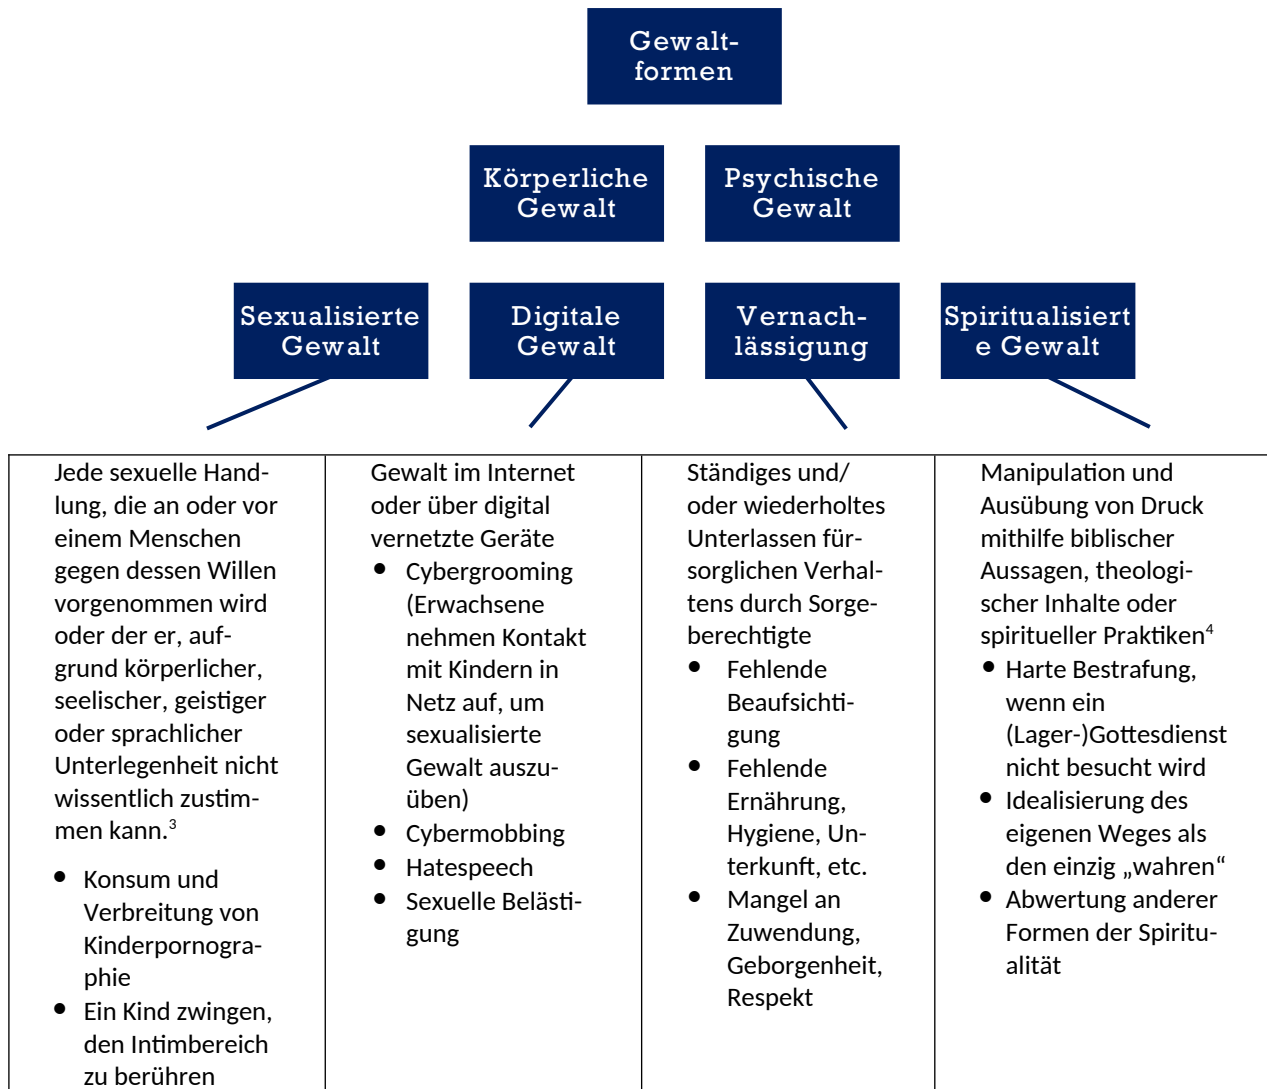 Gewalt-
formen
Körperliche
Gewalt
Psychische
Gewalt
Sexualisierte
Gewalt
Digitale
Gewalt
Vernach-
lässigung
Spiritualisiert
e Gewalt
Jede sexuelle Hand-
lung, die an oder vor
einem Menschen
gegen dessen Willen
vorgenommen wird
oder der er, auf-
grund körperlicher,
seelischer, geistiger
oder sprachlicher
Unterlegenheit nicht
wissentlich zustim-
men kann.³
• Konsum und
Verbreitung von
Kinderpornogra-
phie
• Ein Kind zwingen,
den Intimbereich
zu berühren
Gewalt im Internet
oder über digital
vernetzte Geräte
• Cybergrooming
(Erwachsene
nehmen Kontakt
mit Kindern in
Netz auf, um
sexualisierte
Gewalt auszu-
üben)
• Cybermobbing
• Hatespeech
• Sexuelle Belästi-
gung
Ständiges und/
oder wiederholtes
Unterlassen für-
sorglichen Verhal-
tens durch Sorge-
berechtigte
• Fehlende
Beaufsichti-
gung
• Fehlende
Ernährung,
Hygiene, Un-
terkunft, etc.
• Mangel an
Zuwendung,
Geborgenheit,
Respekt
Manipulation und
Ausübung von Druck
mithilfe biblischer
Aussagen, theologi-
scher Inhalte oder
spiritueller Praktiken⁴
• Harte Bestrafung,
wenn ein
(Lager-)Gottesdienst
nicht besucht wird
• Idealisierung des
eigenen Weges als
den einzig „wahren“
• Abwertung anderer
Formen der Spiritu-
alität